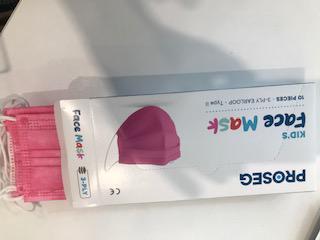 PROSEG
KID'S
Face Mask
10 PIECES · 3-PLY EARLOOP - Type II
Face Mask
3-PLY
CE